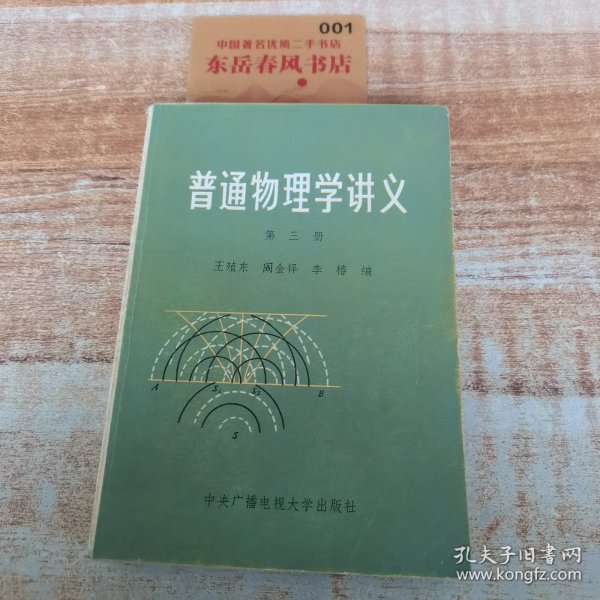 001
中国著名优质二手书店
东岳春风书店
普通物理学讲义
第三册
王殖东 阎金铎 李椿 编
A S₁ S₂ B
S
中央广播电视大学出版社
孔夫子旧书网
www.kongfz.com